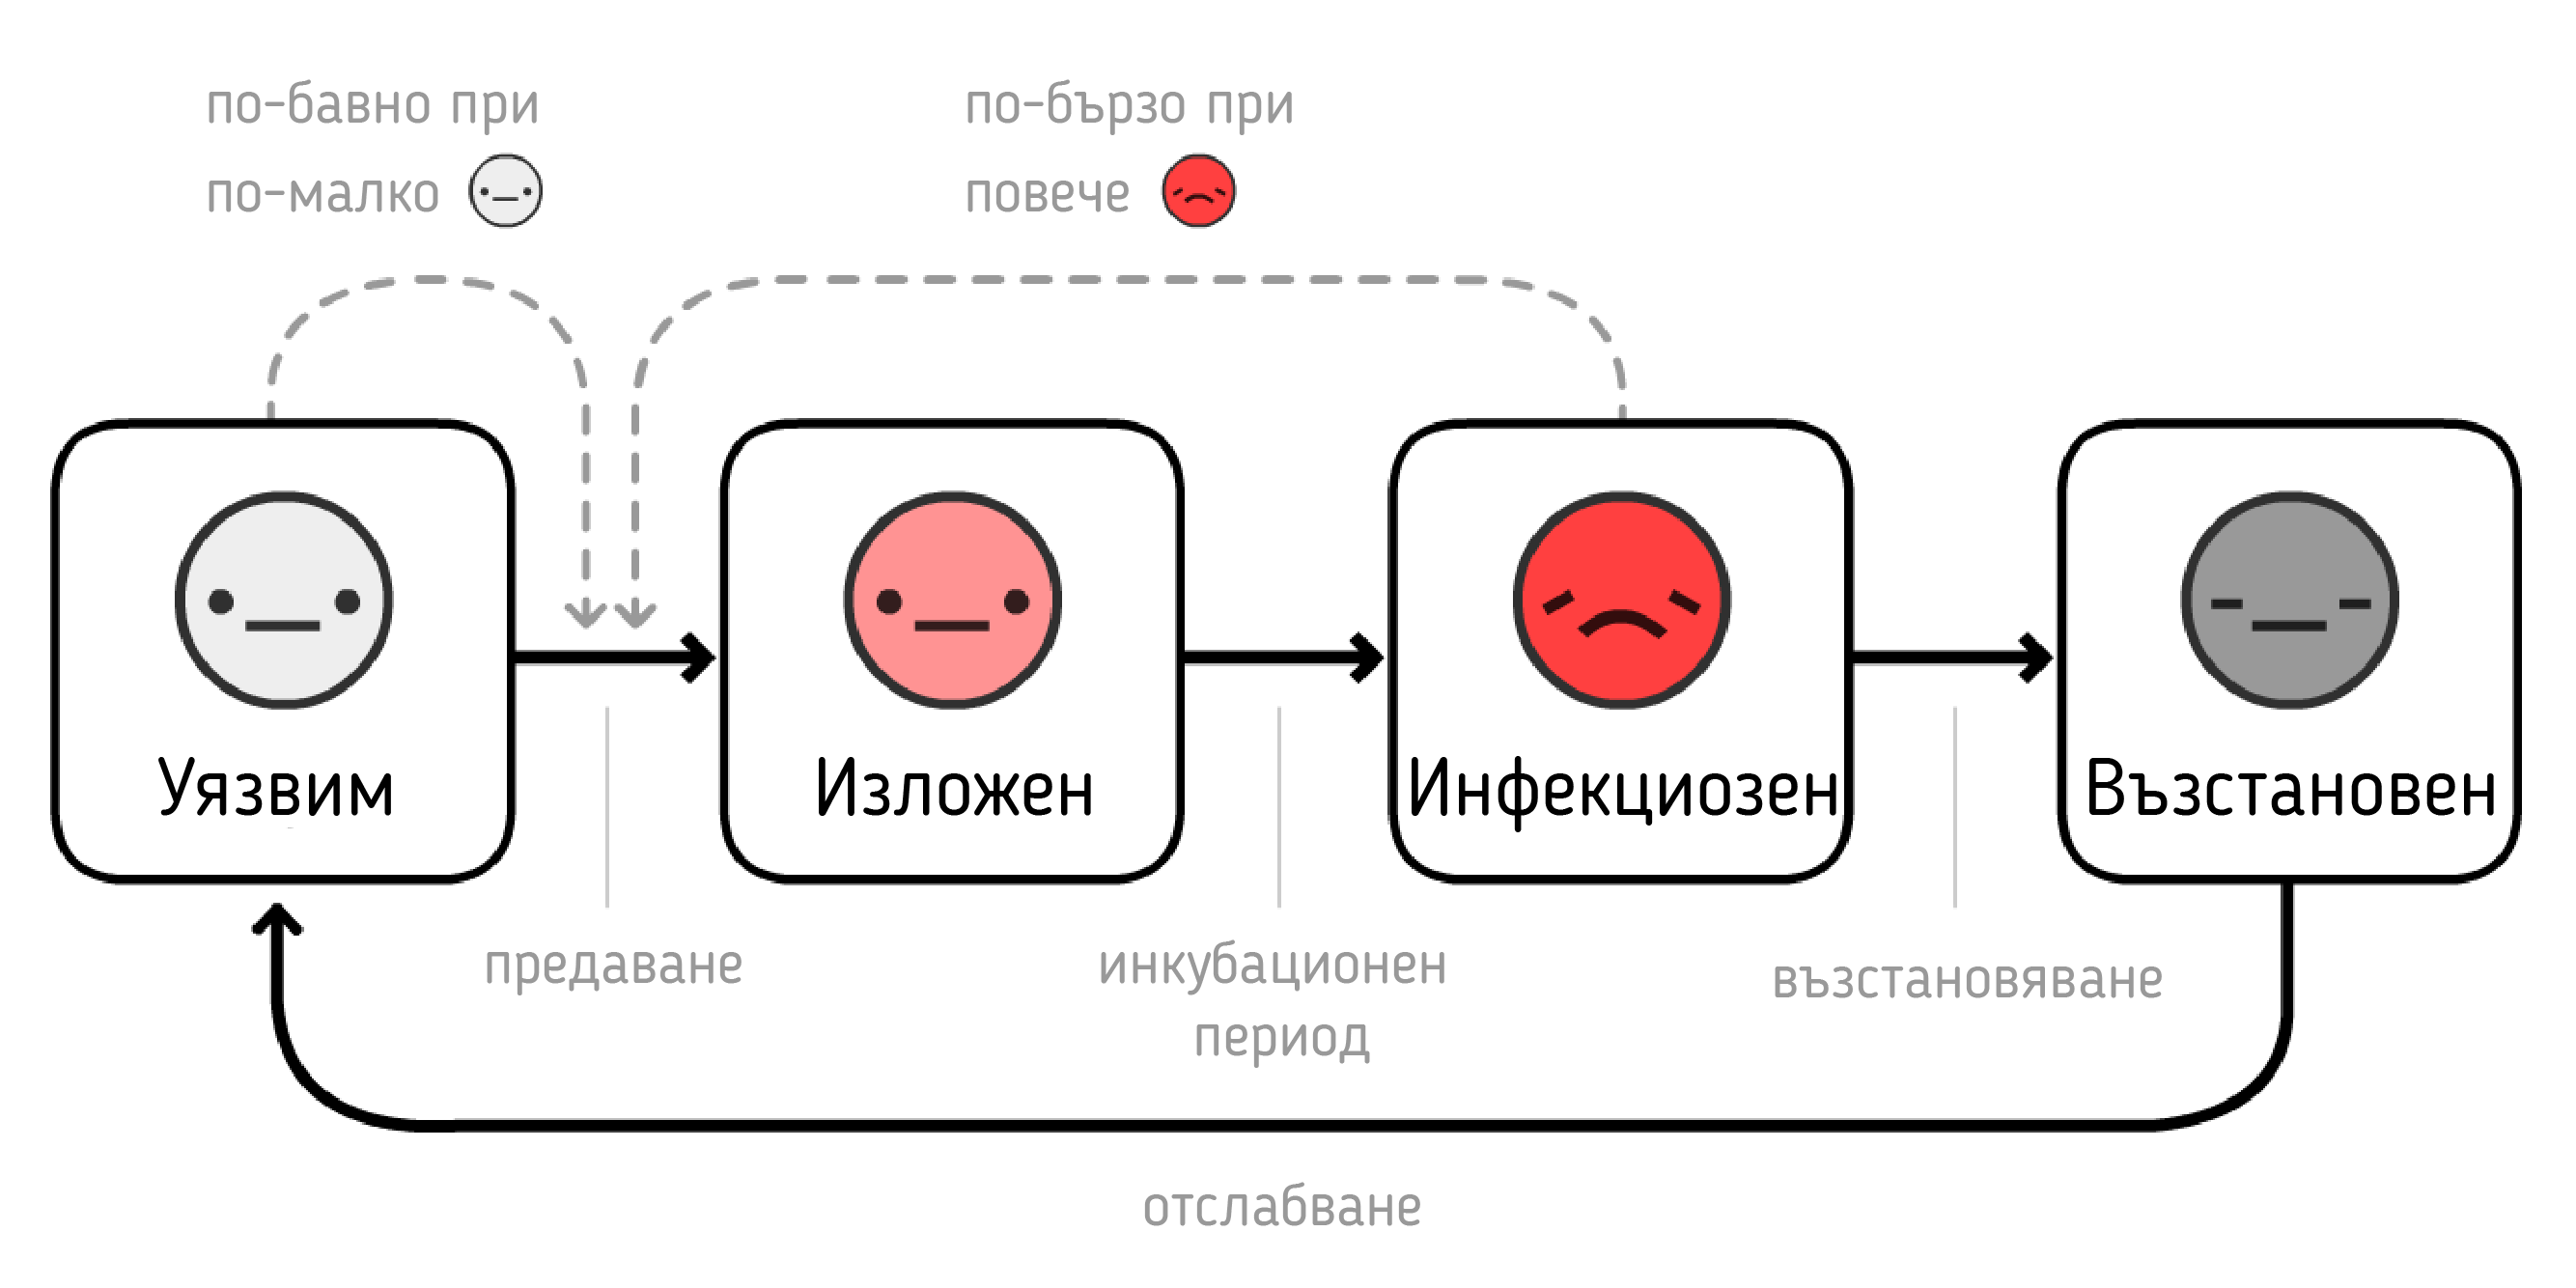 по-бавно при
по-малко
по-бързо при
повече
Уязвим
Изложен
Инфекциозен
Възстановен
предаване
инкубационен
период
възстановяване
отслабване